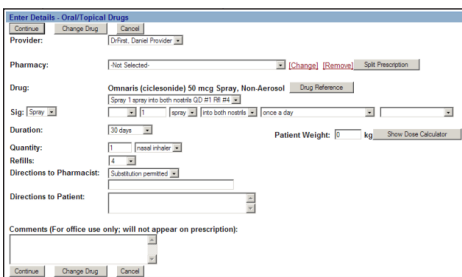 Enter Details - Oral/Topical Drugs
Continue Change Drug Cancel
Provider: DrFirst, Daniel Provider
Pharmacy: -Not Selected- [Change] [Remove] Split Prescription
Drug: Omnaris (ciclesonide) 50 mcg Spray, Non-Aerosol Drug Reference
Spray 1 spray into both nostrils QD #1 Rfl #4
Sig: Spray 1 spray into both nostrils once a day
Duration: 30 days Patient Weight: 0 kg Show Dose Calculator
Quantity: 1 nasal inhaler
Refills: 4
Directions to Pharmacist: Substitution permitted
Directions to Patient:
Comments (For office use only; will not appear on prescription):
Continue Change Drug Cancel